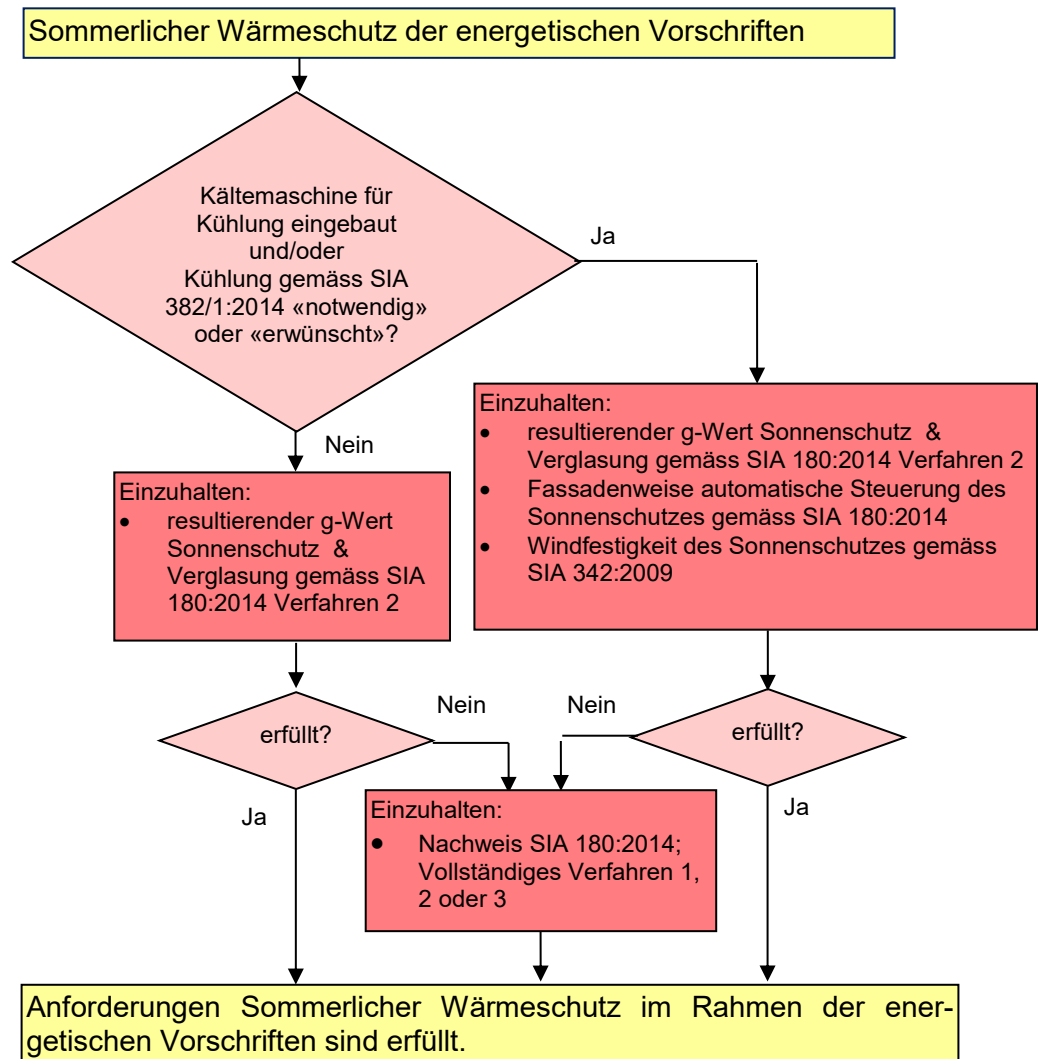 Sommerlicher Wärmeschutz der energetischen Vorschriften
Kältemaschine für
Kühlung eingebaut
und/oder
Kühlung gemäss SIA
382/1:2014 «notwendig»
oder «erwünscht»?
Ja
Nein
Einzuhalten:
• resultierender g-Wert Sonnenschutz &
Verglasung gemäss SIA 180:2014 Verfahren 2
• Fassadenweise automatische Steuerung des
Sonnenschutzes gemäss SIA 180:2014
• Windfestigkeit des Sonnenschutzes gemäss
SIA 342:2009
Einzuhalten:
• resultierender g-Wert
Sonnenschutz &
Verglasung gemäss SIA
180:2014 Verfahren 2
erfüllt?
Nein
Nein
erfüllt?
Ja
Ja
Einzuhalten:
• Nachweis SIA 180:2014;
Vollständiges Verfahren 1,
2 oder 3
Anforderungen Sommerlicher Wärmeschutz im Rahmen der ener-
getischen Vorschriften sind erfüllt.